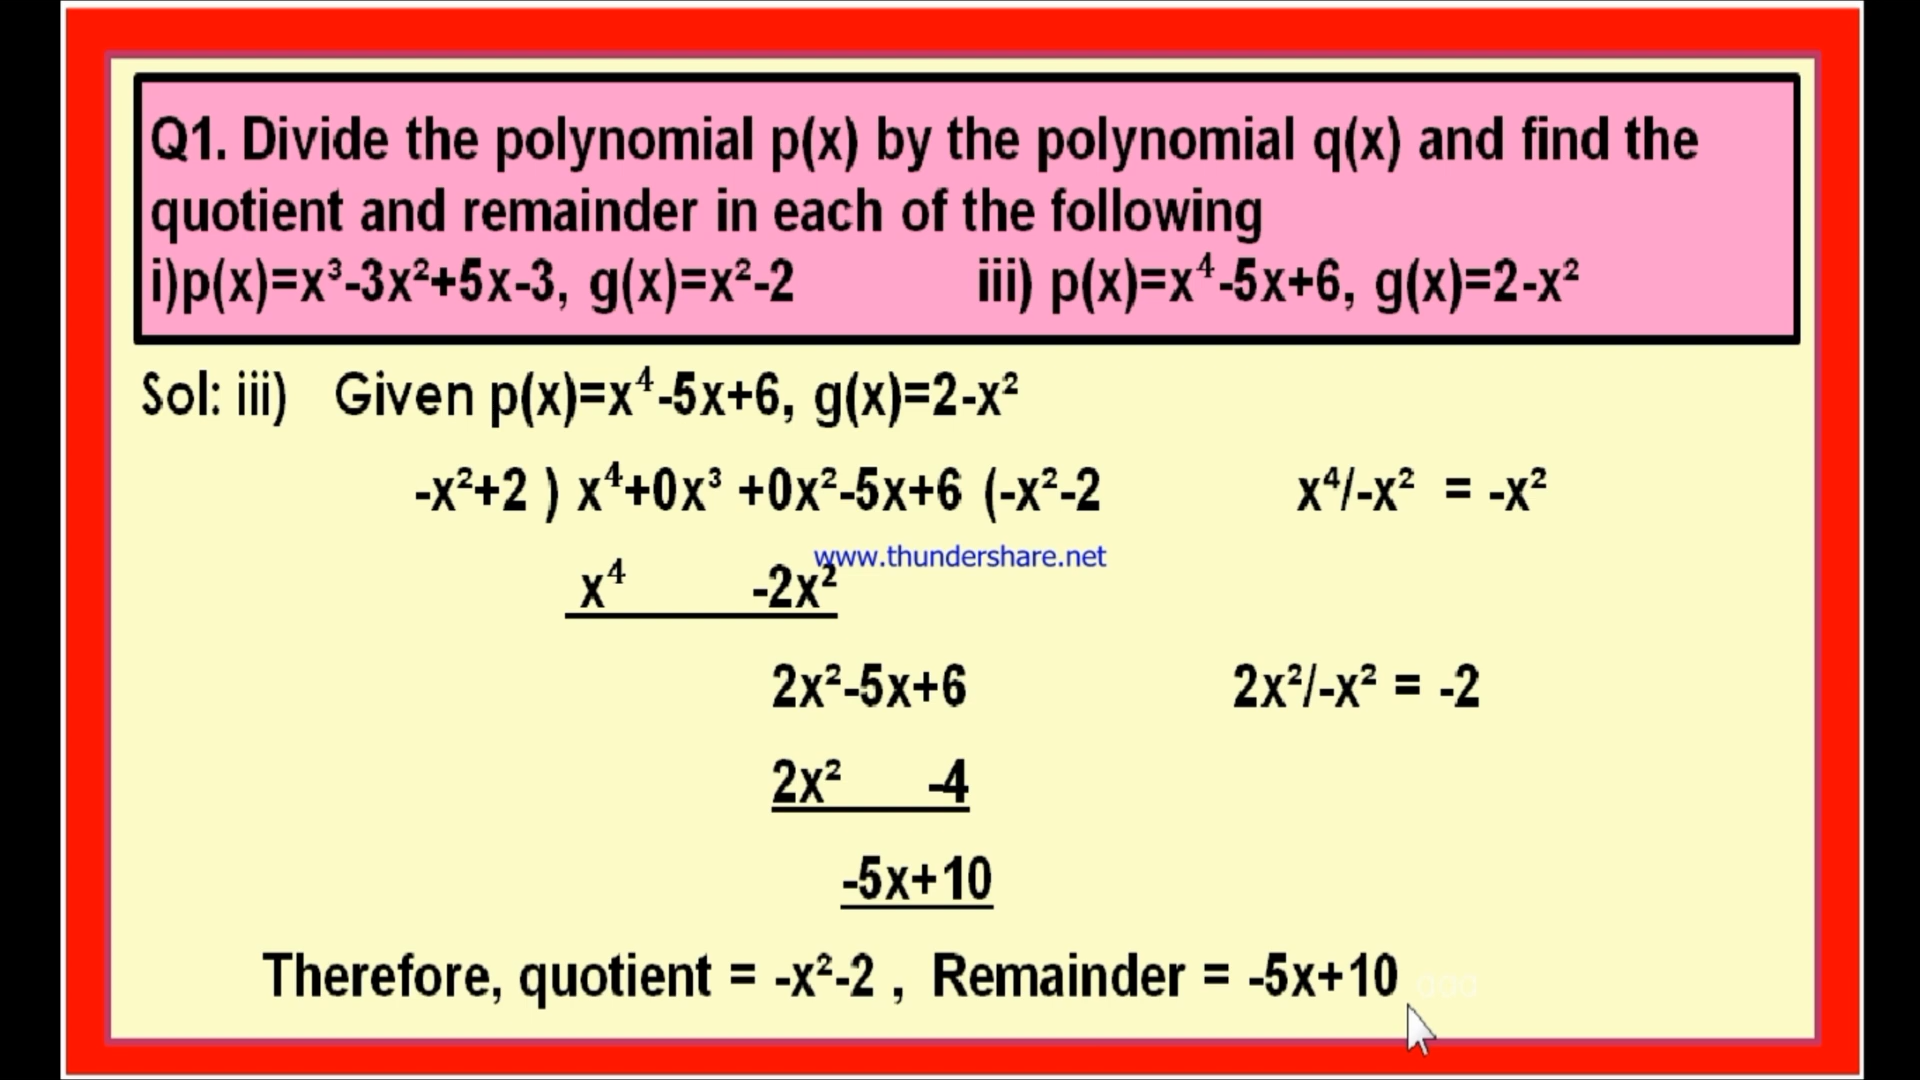 Q1. Divide the polynomial p(x) by the polynomial q(x) and find the
quotient and remainder in each of the following
i)p(x)=x³-3x²+5x-3, g(x)=x²-2 iii) p(x)=x⁴-5x+6, g(x)=2-x²
Sol: iii) Given p(x)=x⁴-5x+6, g(x)=2-x²
-x²+2 ) x⁴+0x³ +0x²-5x+6 (-x²-2 x⁴/-x² = -x²
www.thundershare.net
x⁴ -2x²
2x²-5x+6 2x²/-x² = -2
2x² -4
-5x+10
Therefore, quotient = -x²-2 , Remainder = -5x+10